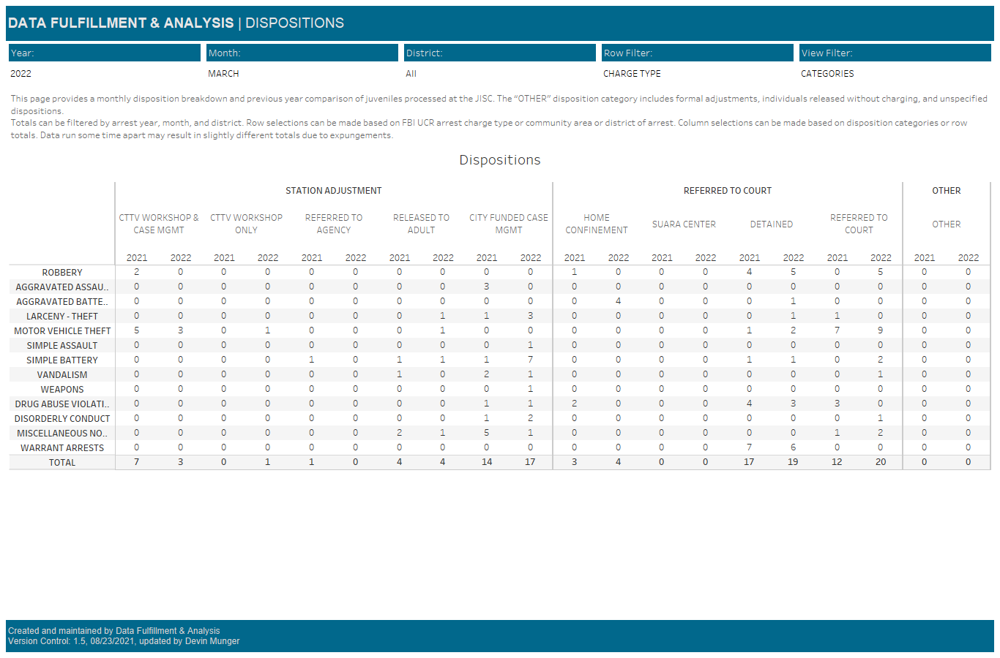 DATA FULFILLMENT & ANALYSIS | DISPOSITIONS
Year: Month: District: Row Filter: View Filter:
2022 MARCH All CHARGE TYPE CATEGORIES
This page provides a monthly disposition breakdown and previous year comparison of juveniles processed at the JISC. The “OTHER” disposition category includes formal adjustments, individuals released without charging, and unspecified
dispositions.
Totals can be filtered by arrest year, month, and district. Row selections can be made based on FBI UCR arrest charge type or community area or district of arrest. Column selections can be made based on disposition categories or row
totals. Data run some time apart may result in slightly different totals due to expungements.
Dispositions
STATION ADJUSTMENT REFERRED TO COURT OTHER
CTTV WORKSHOP & CTTV WORKSHOP REFERRED TO RELEASED TO CITY FUNDED CASE HOME SUARA CENTER DETAINED REFERRED TO OTHER
CASE MGMT ONLY AGENCY ADULT MGMT CONFINEMENT COURT
2021 2022 2021 2022 2021 2022 2021 2022 2021 2022 2021 2022 2021 2022 2021 2022 2021 2022 2021 2022
ROBBERY 2 0 0 0 0 0 0 0 0 0 1 0 0 0 4 5 0 5 0 0
AGGRAVATED ASSAU.. 0 0 0 0 0 0 0 0 3 0 0 0 0 0 0 0 0 0 0 0
AGGRAVATED BATTE.. 0 0 0 0 0 0 0 0 0 0 0 4 0 0 0 1 0 0 0 0
LARCENY - THEFT 0 0 0 0 0 0 0 1 1 3 0 0 0 0 0 1 1 0 0 0
MOTOR VEHICLE THEFT 5 3 0 1 0 0 0 1 0 0 0 0 0 0 1 2 7 9 0 0
SIMPLE ASSAULT 0 0 0 0 0 0 0 0 0 1 0 0 0 0 0 0 0 0 0 0
SIMPLE BATTERY 0 0 0 0 1 0 1 1 1 7 0 0 0 0 1 1 0 2 0 0
VANDALISM 0 0 0 0 0 0 1 0 2 1 0 0 0 0 0 0 0 1 0 0
WEAPONS 0 0 0 0 0 0 0 0 0 1 0 0 0 0 0 0 0 0 0 0
DRUG ABUSE VIOLATI.. 0 0 0 0 0 0 0 0 1 1 2 0 0 0 4 3 3 0 0 0
DISORDERLY CONDUCT 0 0 0 0 0 0 0 0 1 2 0 0 0 0 0 0 0 1 0 0
MISCELLANEOUS NO.. 0 0 0 0 0 0 2 1 5 1 0 0 0 0 0 0 1 2 0 0
WARRANT ARRESTS 0 0 0 0 0 0 0 0 0 0 0 0 0 0 7 6 0 0 0 0
TOTAL 7 3 0 1 1 0 4 4 14 17 3 4 0 0 17 19 12 20 0 0
Created and maintained by Data Fulfillment & Analysis
Version Control: 1.5, 08/23/2021, updated by Devin Munger